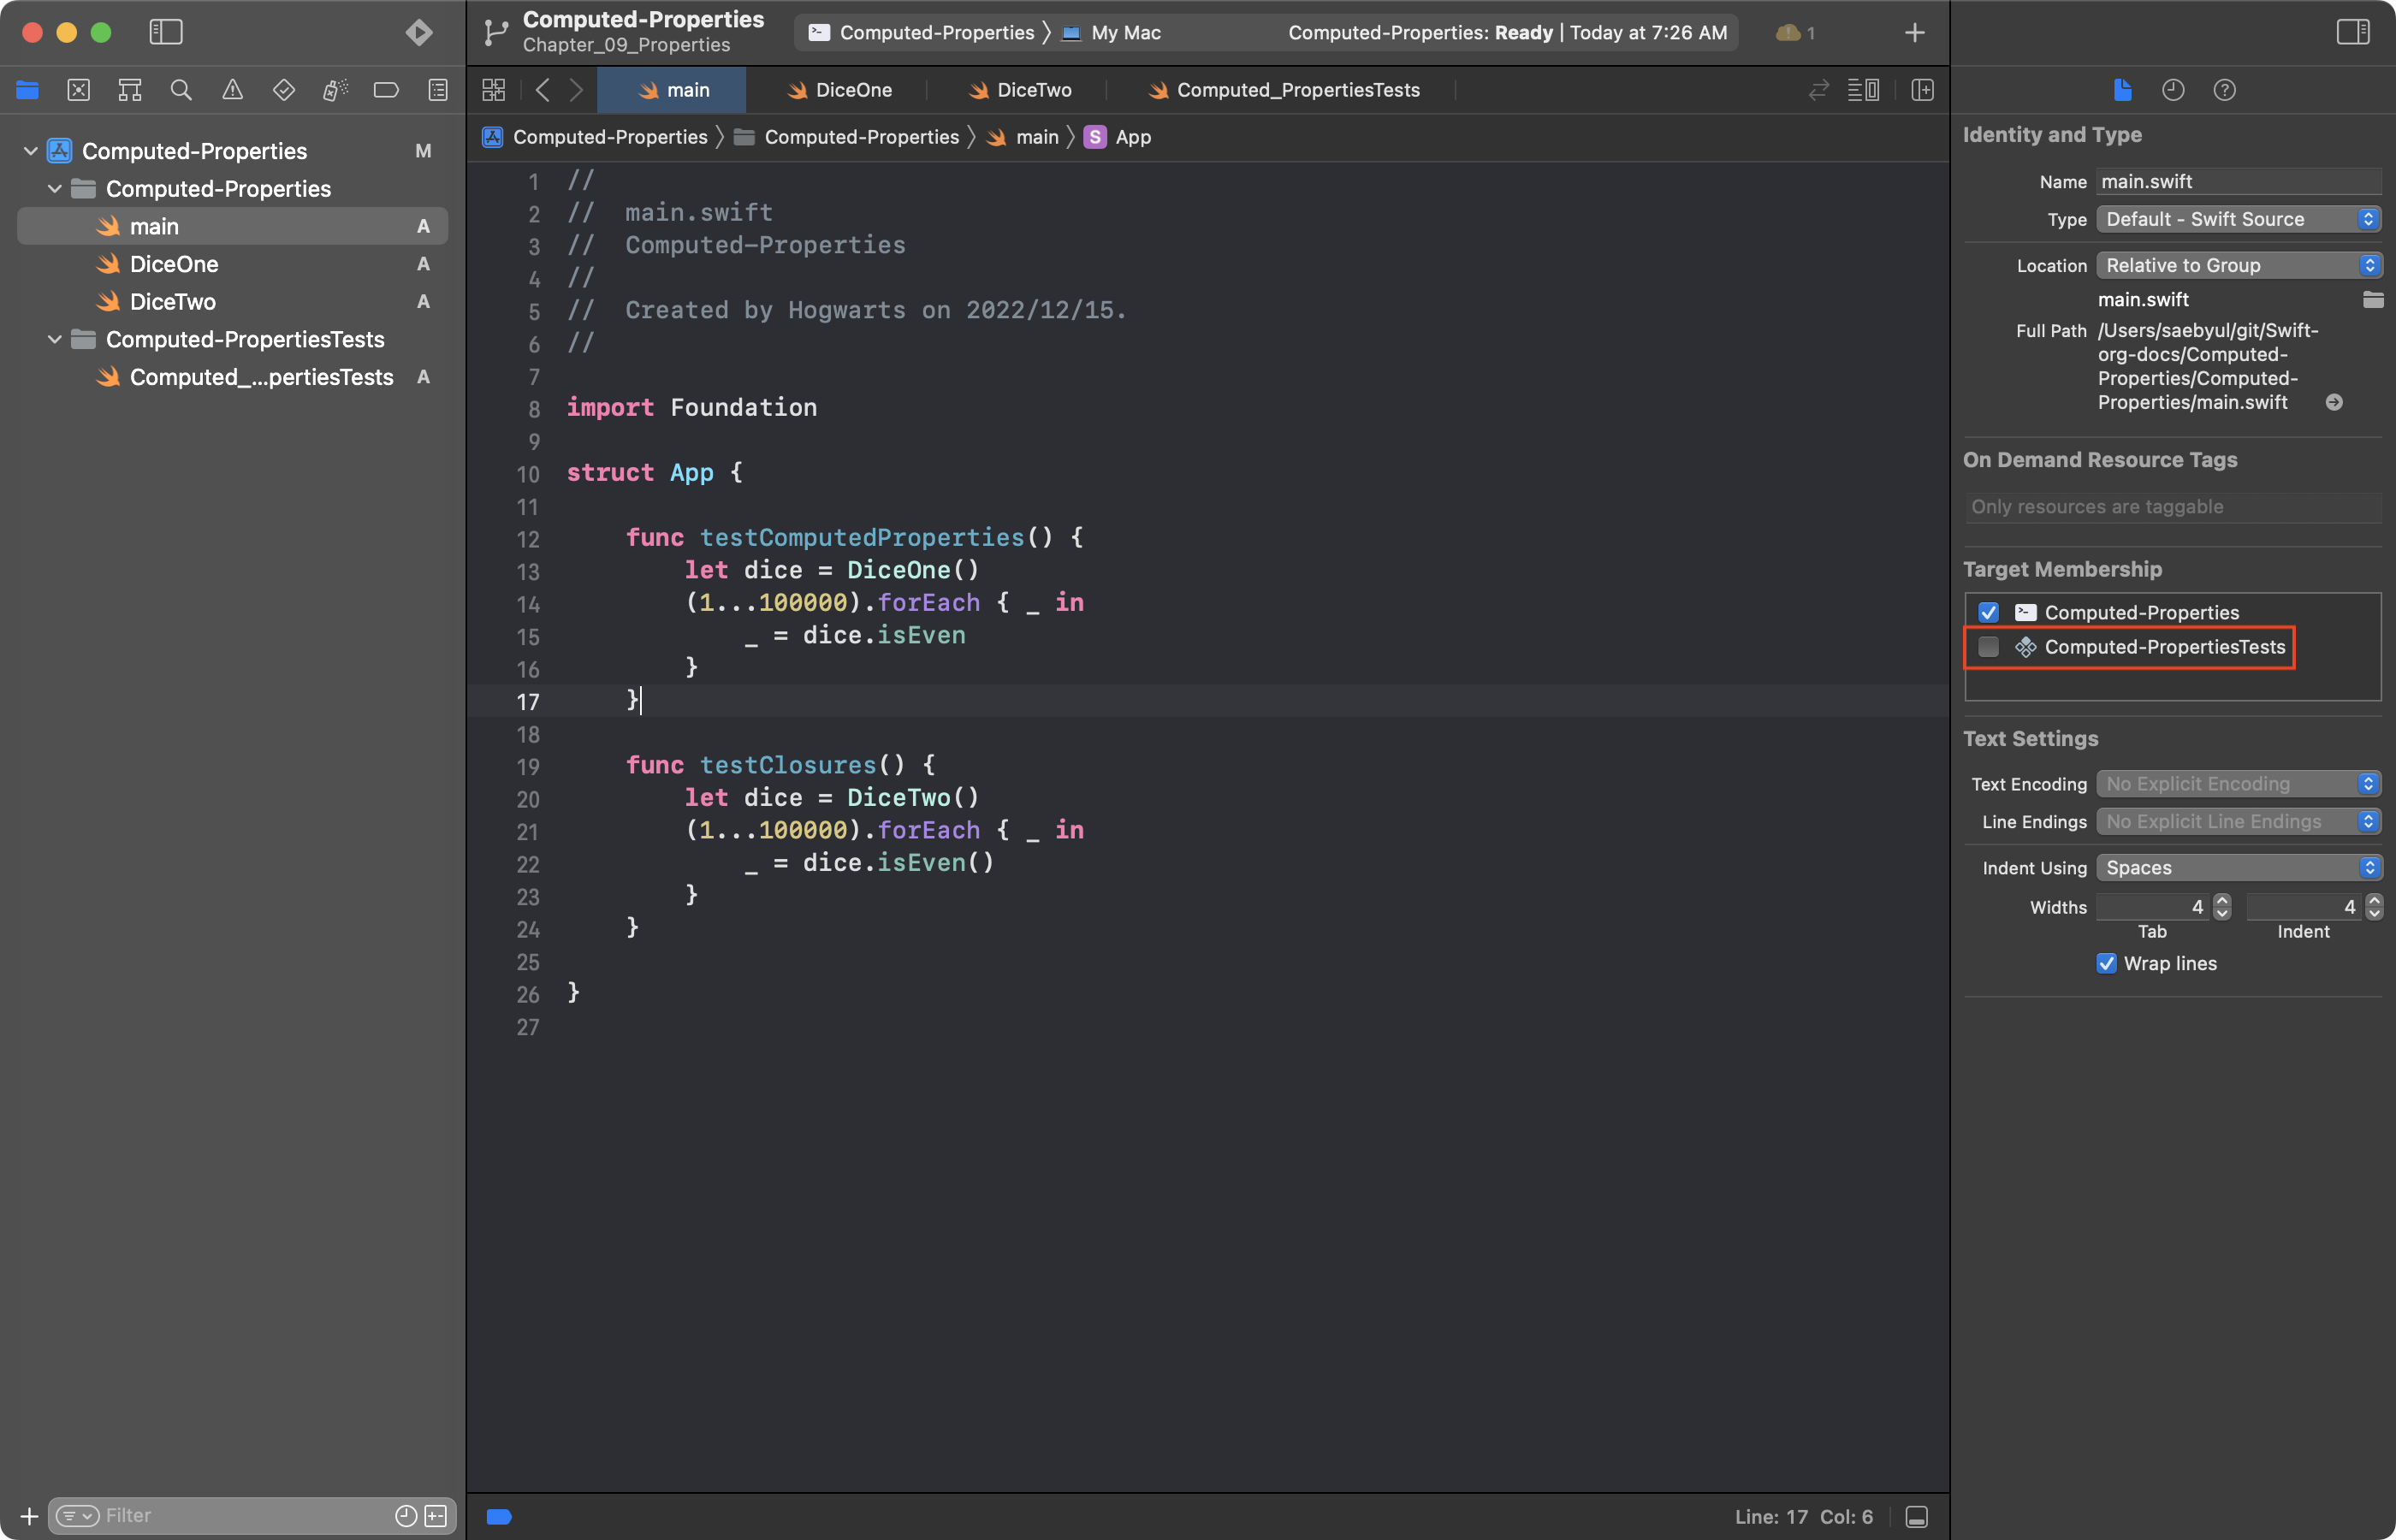 Computed-Properties
Chapter_09_Properties
Computed-Properties 〉 My Mac
Computed-Properties: Ready | Today at 7:26 AM
1
main
DiceOne
DiceTwo
Computed_PropertiesTests
Computed-Properties 〉 Computed-Properties 〉 main 〉 S App
Computed-Properties M
Computed-Properties
main A
DiceOne A
DiceTwo A
Computed-PropertiesTests
Computed_...pertiesTests A
Filter
1 //
2 //  main.swift
3 //  Computed-Properties
4 //
5 //  Created by Hogwarts on 2022/12/15.
6 //
7
8 import Foundation
9
10 struct App {
11
12     func testComputedProperties() {
13         let dice = DiceOne()
14         (1...100000).forEach { _ in
15             _ = dice.isEven
16         }
17     }
18
19     func testClosures() {
20         let dice = DiceTwo()
21         (1...100000).forEach { _ in
22             _ = dice.isEven()
23         }
24     }
25
26 }
27
Line: 17 Col: 6
Identity and Type
Name main.swift
Type Default - Swift Source
Location Relative to Group
main.swift
Full Path /Users/saebyul/git/Swift-
org-docs/Computed-
Properties/Computed-
Properties/main.swift
On Demand Resource Tags
Only resources are taggable
Target Membership
Computed-Properties
Computed-PropertiesTests
Text Settings
Text Encoding No Explicit Encoding
Line Endings No Explicit Line Endings
Indent Using Spaces
Widths 4 4
Tab Indent
Wrap lines